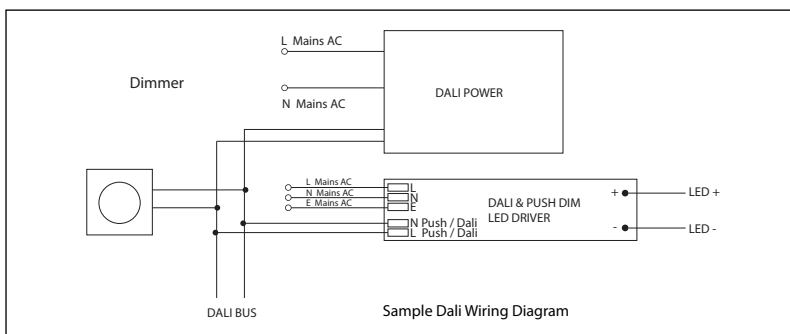 L Mains AC
Dimmer
DALI POWER
N Mains AC
L Mains AC
N Mains AC
E Mains AC
L
N
E
N Push / Dali
L Push / Dali
DALI & PUSH DIM
LED DRIVER
+
LED +
-
LED -
DALI BUS
Sample Dali Wiring Diagram